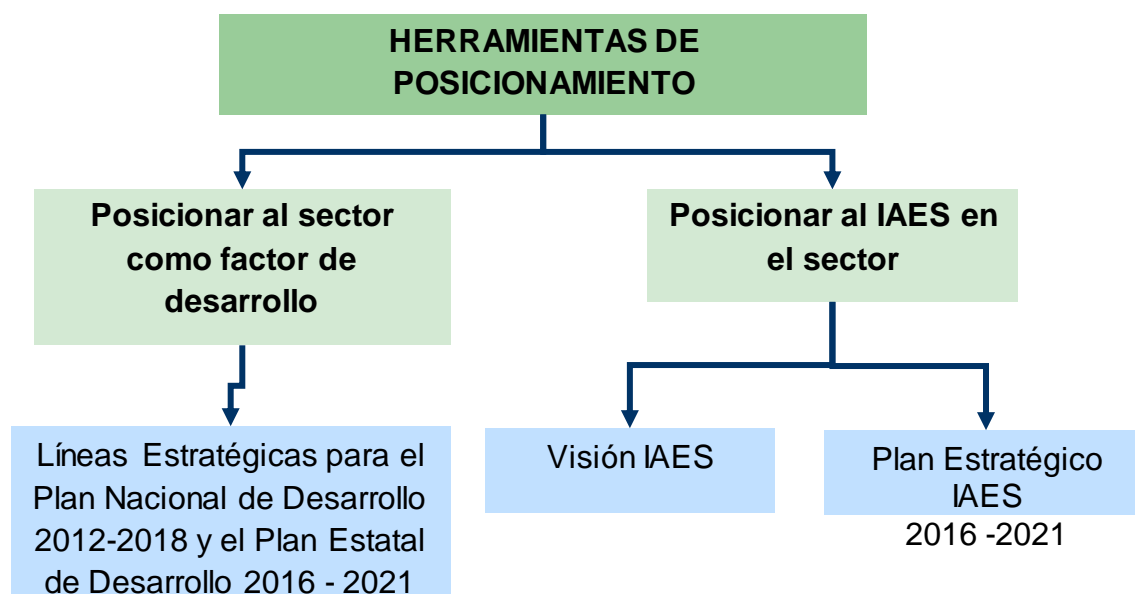 HERRAMIENTAS DE
POSICIONAMIENTO
Posicionar al sector
como factor de
desarrollo
Posicionar al IAES en
el sector
Líneas Estratégicas para el
Plan Nacional de Desarrollo
2012-2018 y el Plan Estatal
de Desarrollo 2016 - 2021
Visión IAES
Plan Estratégico
IAES
2016 -2021